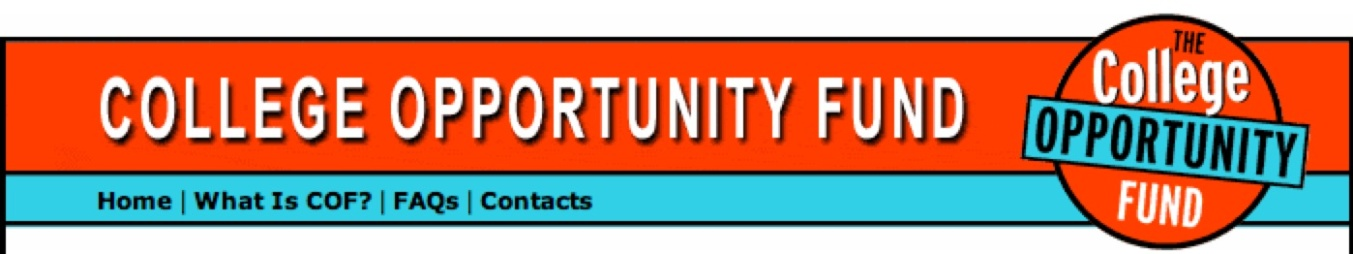 COLLEGE OPPORTUNITY FUND
THE
College
OPPORTUNITY
FUND
Home | What Is COF? | FAQs | Contacts